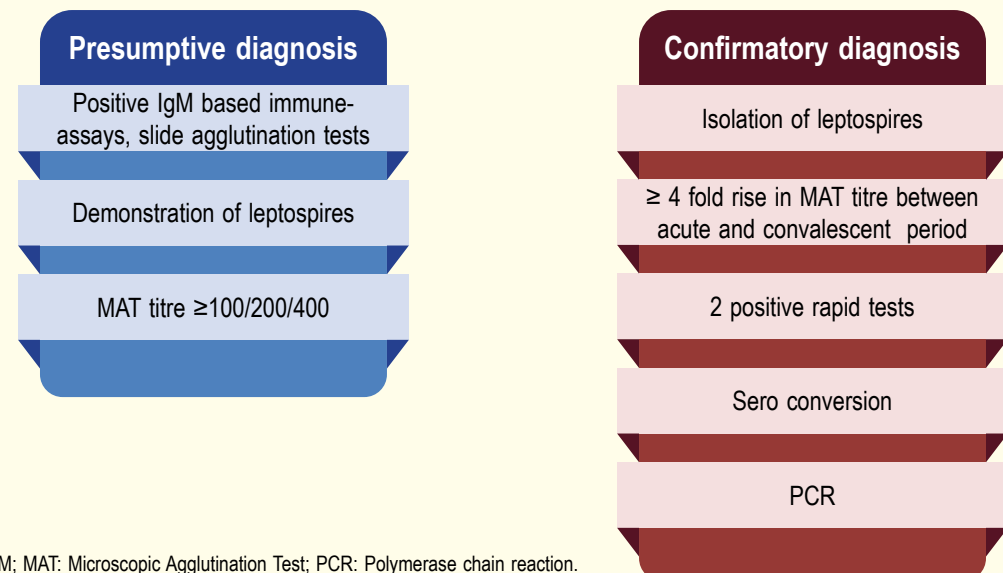 Presumptive diagnosis
Positive IgM based immune-
assays, slide agglutination tests
Demonstration of leptospires
MAT titre ≥100/200/400
Confirmatory diagnosis
Isolation of leptospires
≥ 4 fold rise in MAT titre between
acute and convalescent period
2 positive rapid tests
Sero conversion
PCR
M; MAT: Microscopic Agglutination Test; PCR: Polymerase chain reaction.